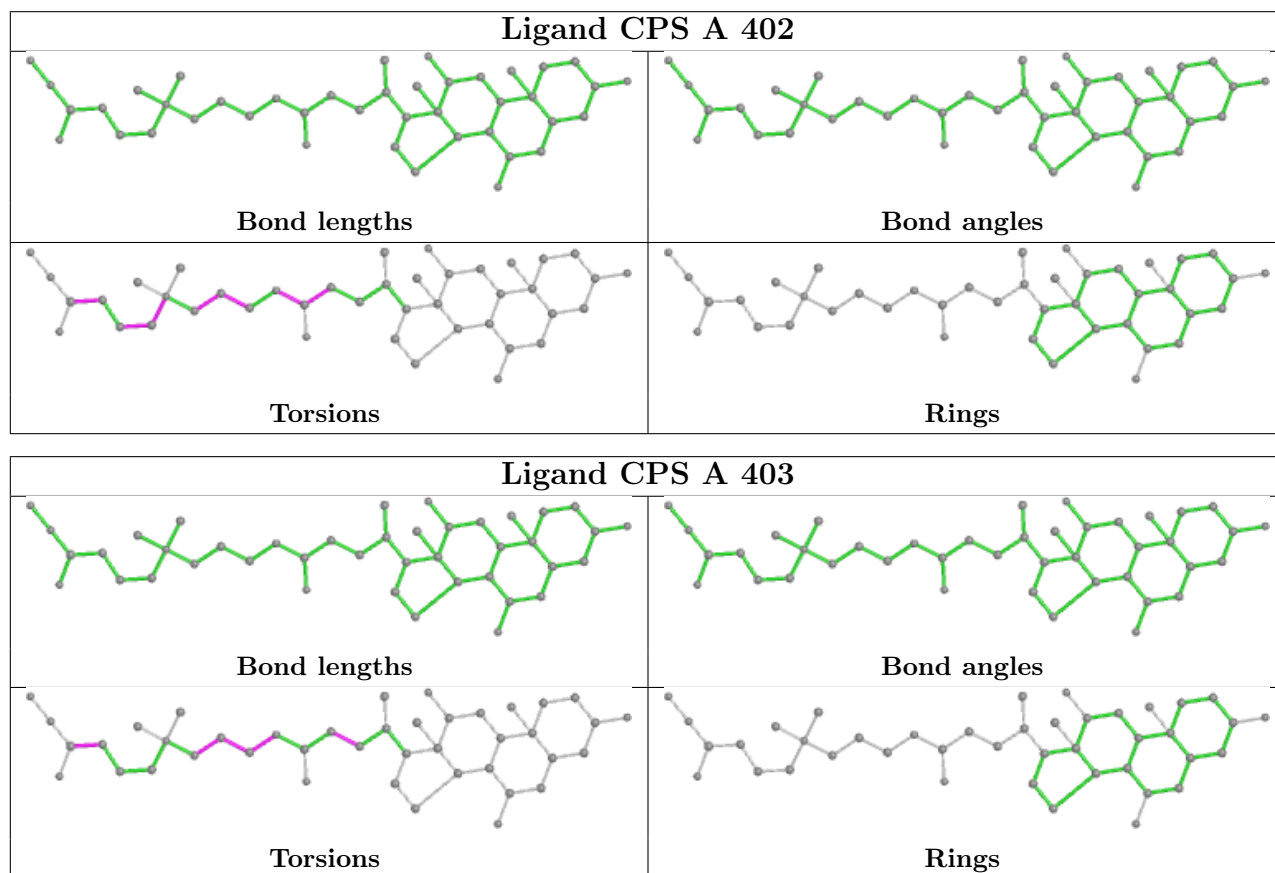 Ligand CPS A 402
Bond lengths
Bond angles
Torsions
Rings
Ligand CPS A 403
Bond lengths
Bond angles
Torsions
Rings